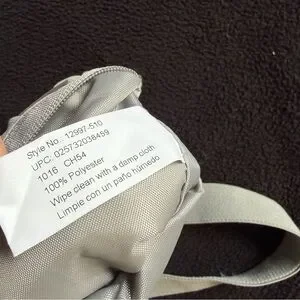 Style No.: 12997-510
UPC: 025732038459
1016 CH54
100% Polyester
Wipe clean with a damp cloth
Limpie con un paño húmedo